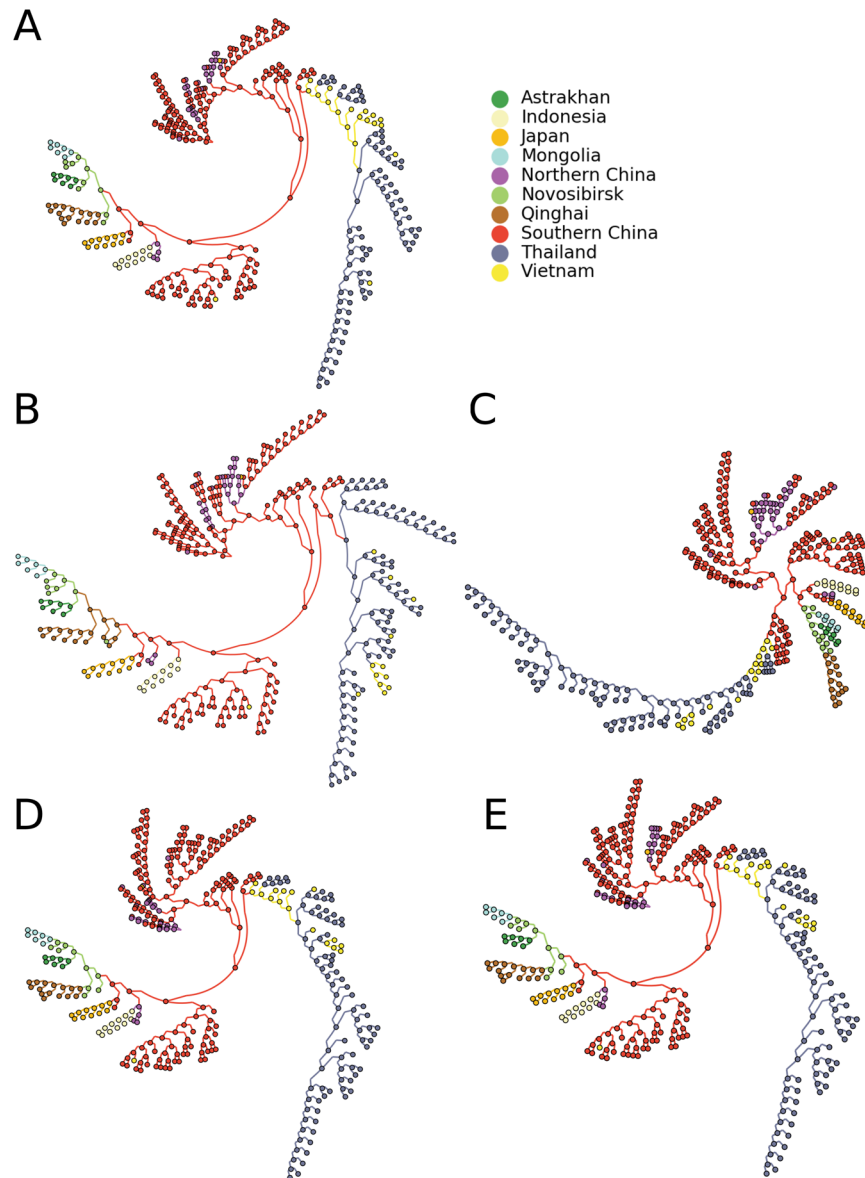 A
Astrakhan
Indonesia
Japan
Mongolia
Northern China
Novosibirsk
Qinghai
Southern China
Thailand
Vietnam
B
C
D
E